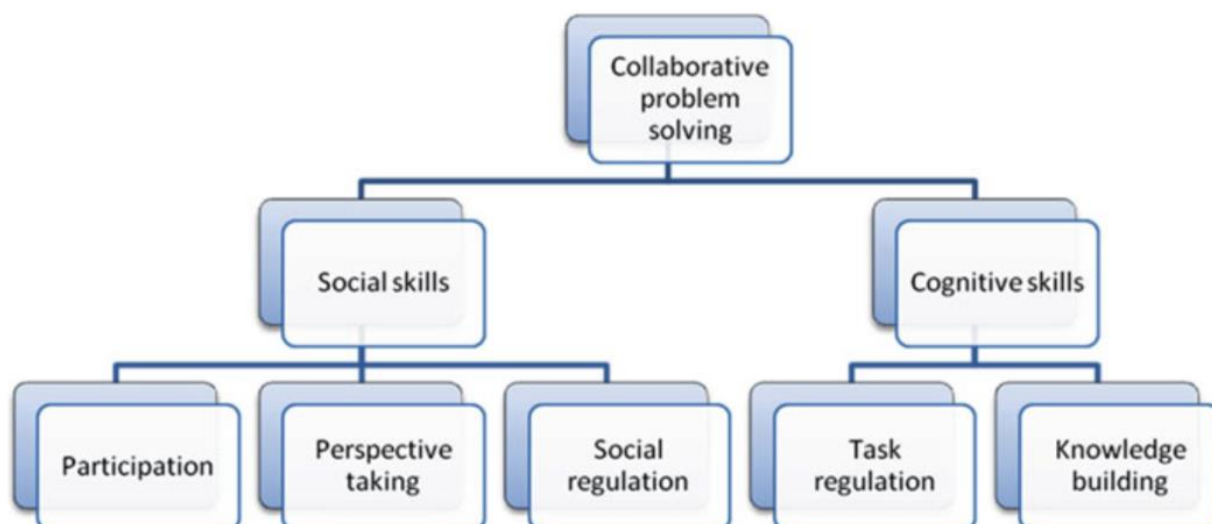 Collaborative
problem
solving
Social skills
Cognitive skills
Participation
Perspective
taking
Social
regulation
Task
regulation
Knowledge
building